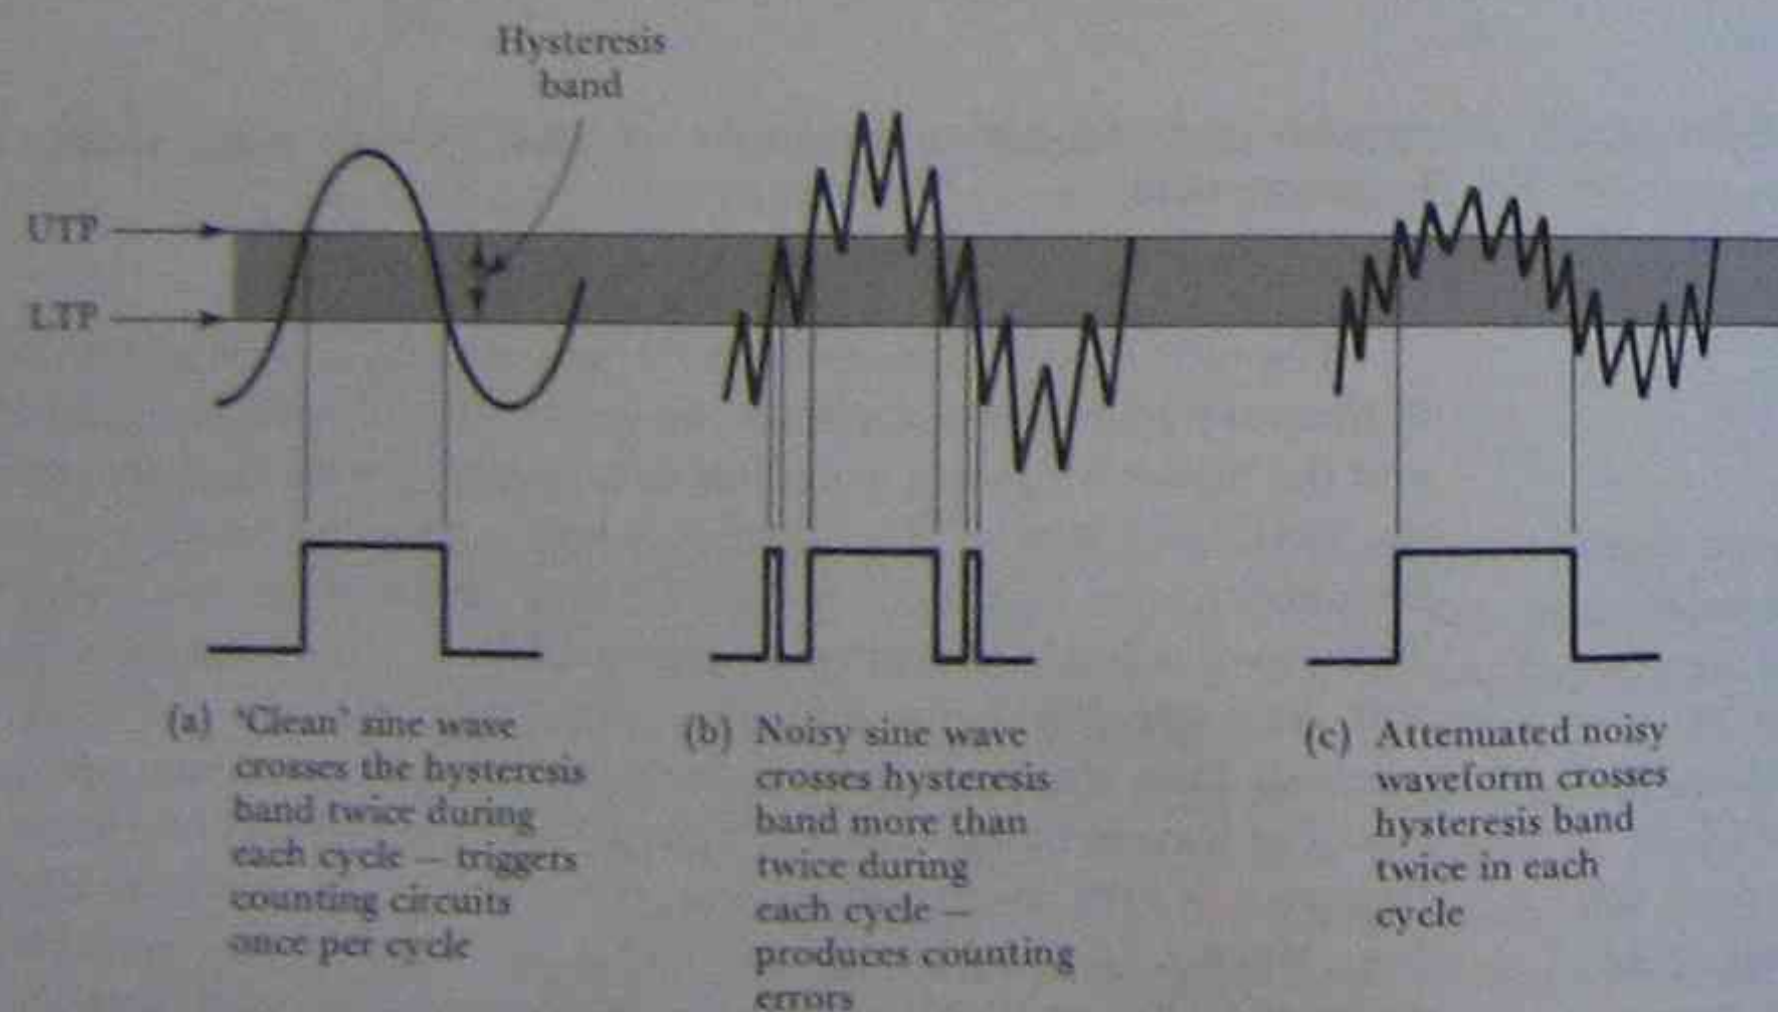 Hysteresis
band
UTP
LTP
(a) 'Clean' sine wave
crosses the hysteresis
band twice during
each cycle — triggets
counting circuits
once per cycle
(b) Noisy sine wave
crosses hysteresis
band more than
twice during
each cycle —
produces counting
errors
(c) Attenuated noisy
waveform crosses
hysteresis band
twice in each
cycle